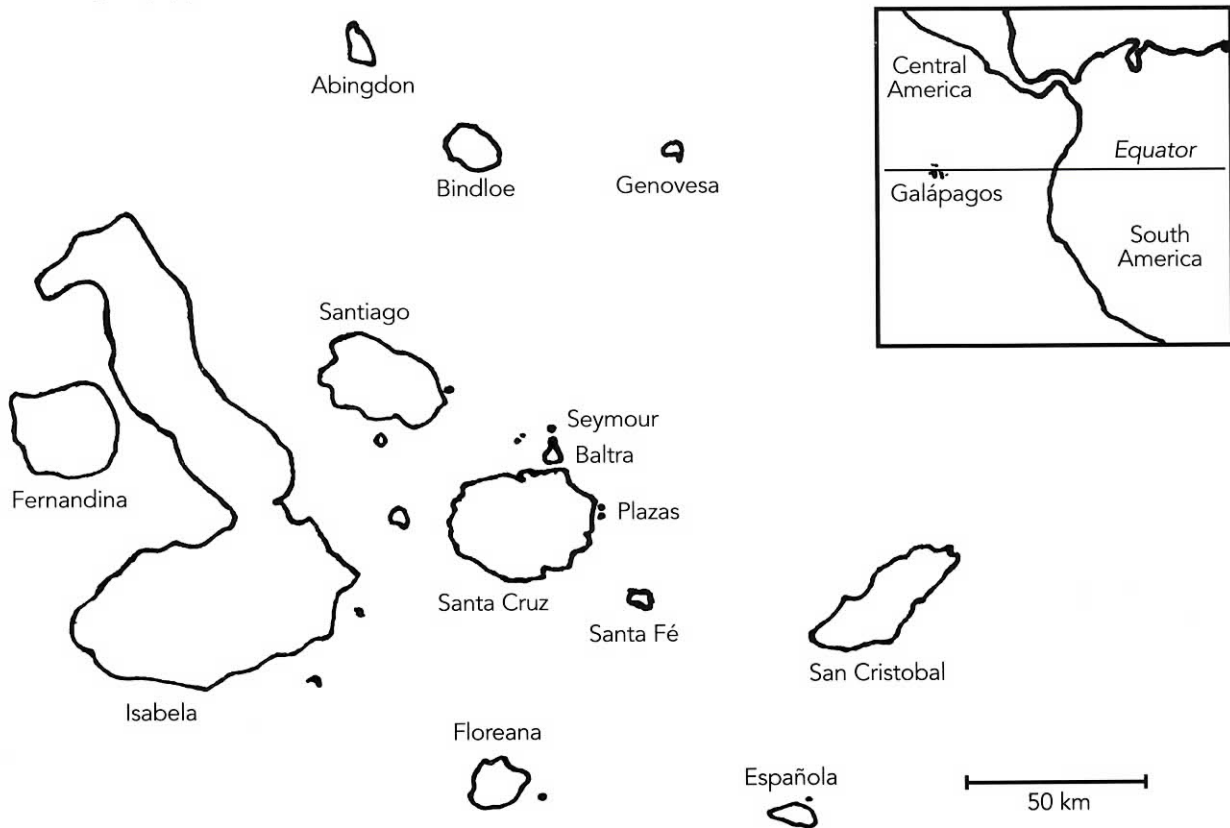 Abingdon
Bindloe
Genovesa
Central
America
Equator
Galápagos
South
America
Santiago
Seymour
Baltra
Fernandina
Plazas
Santa Cruz
Santa Fé
San Cristobal
Isabela
Floreana
Española
50 km